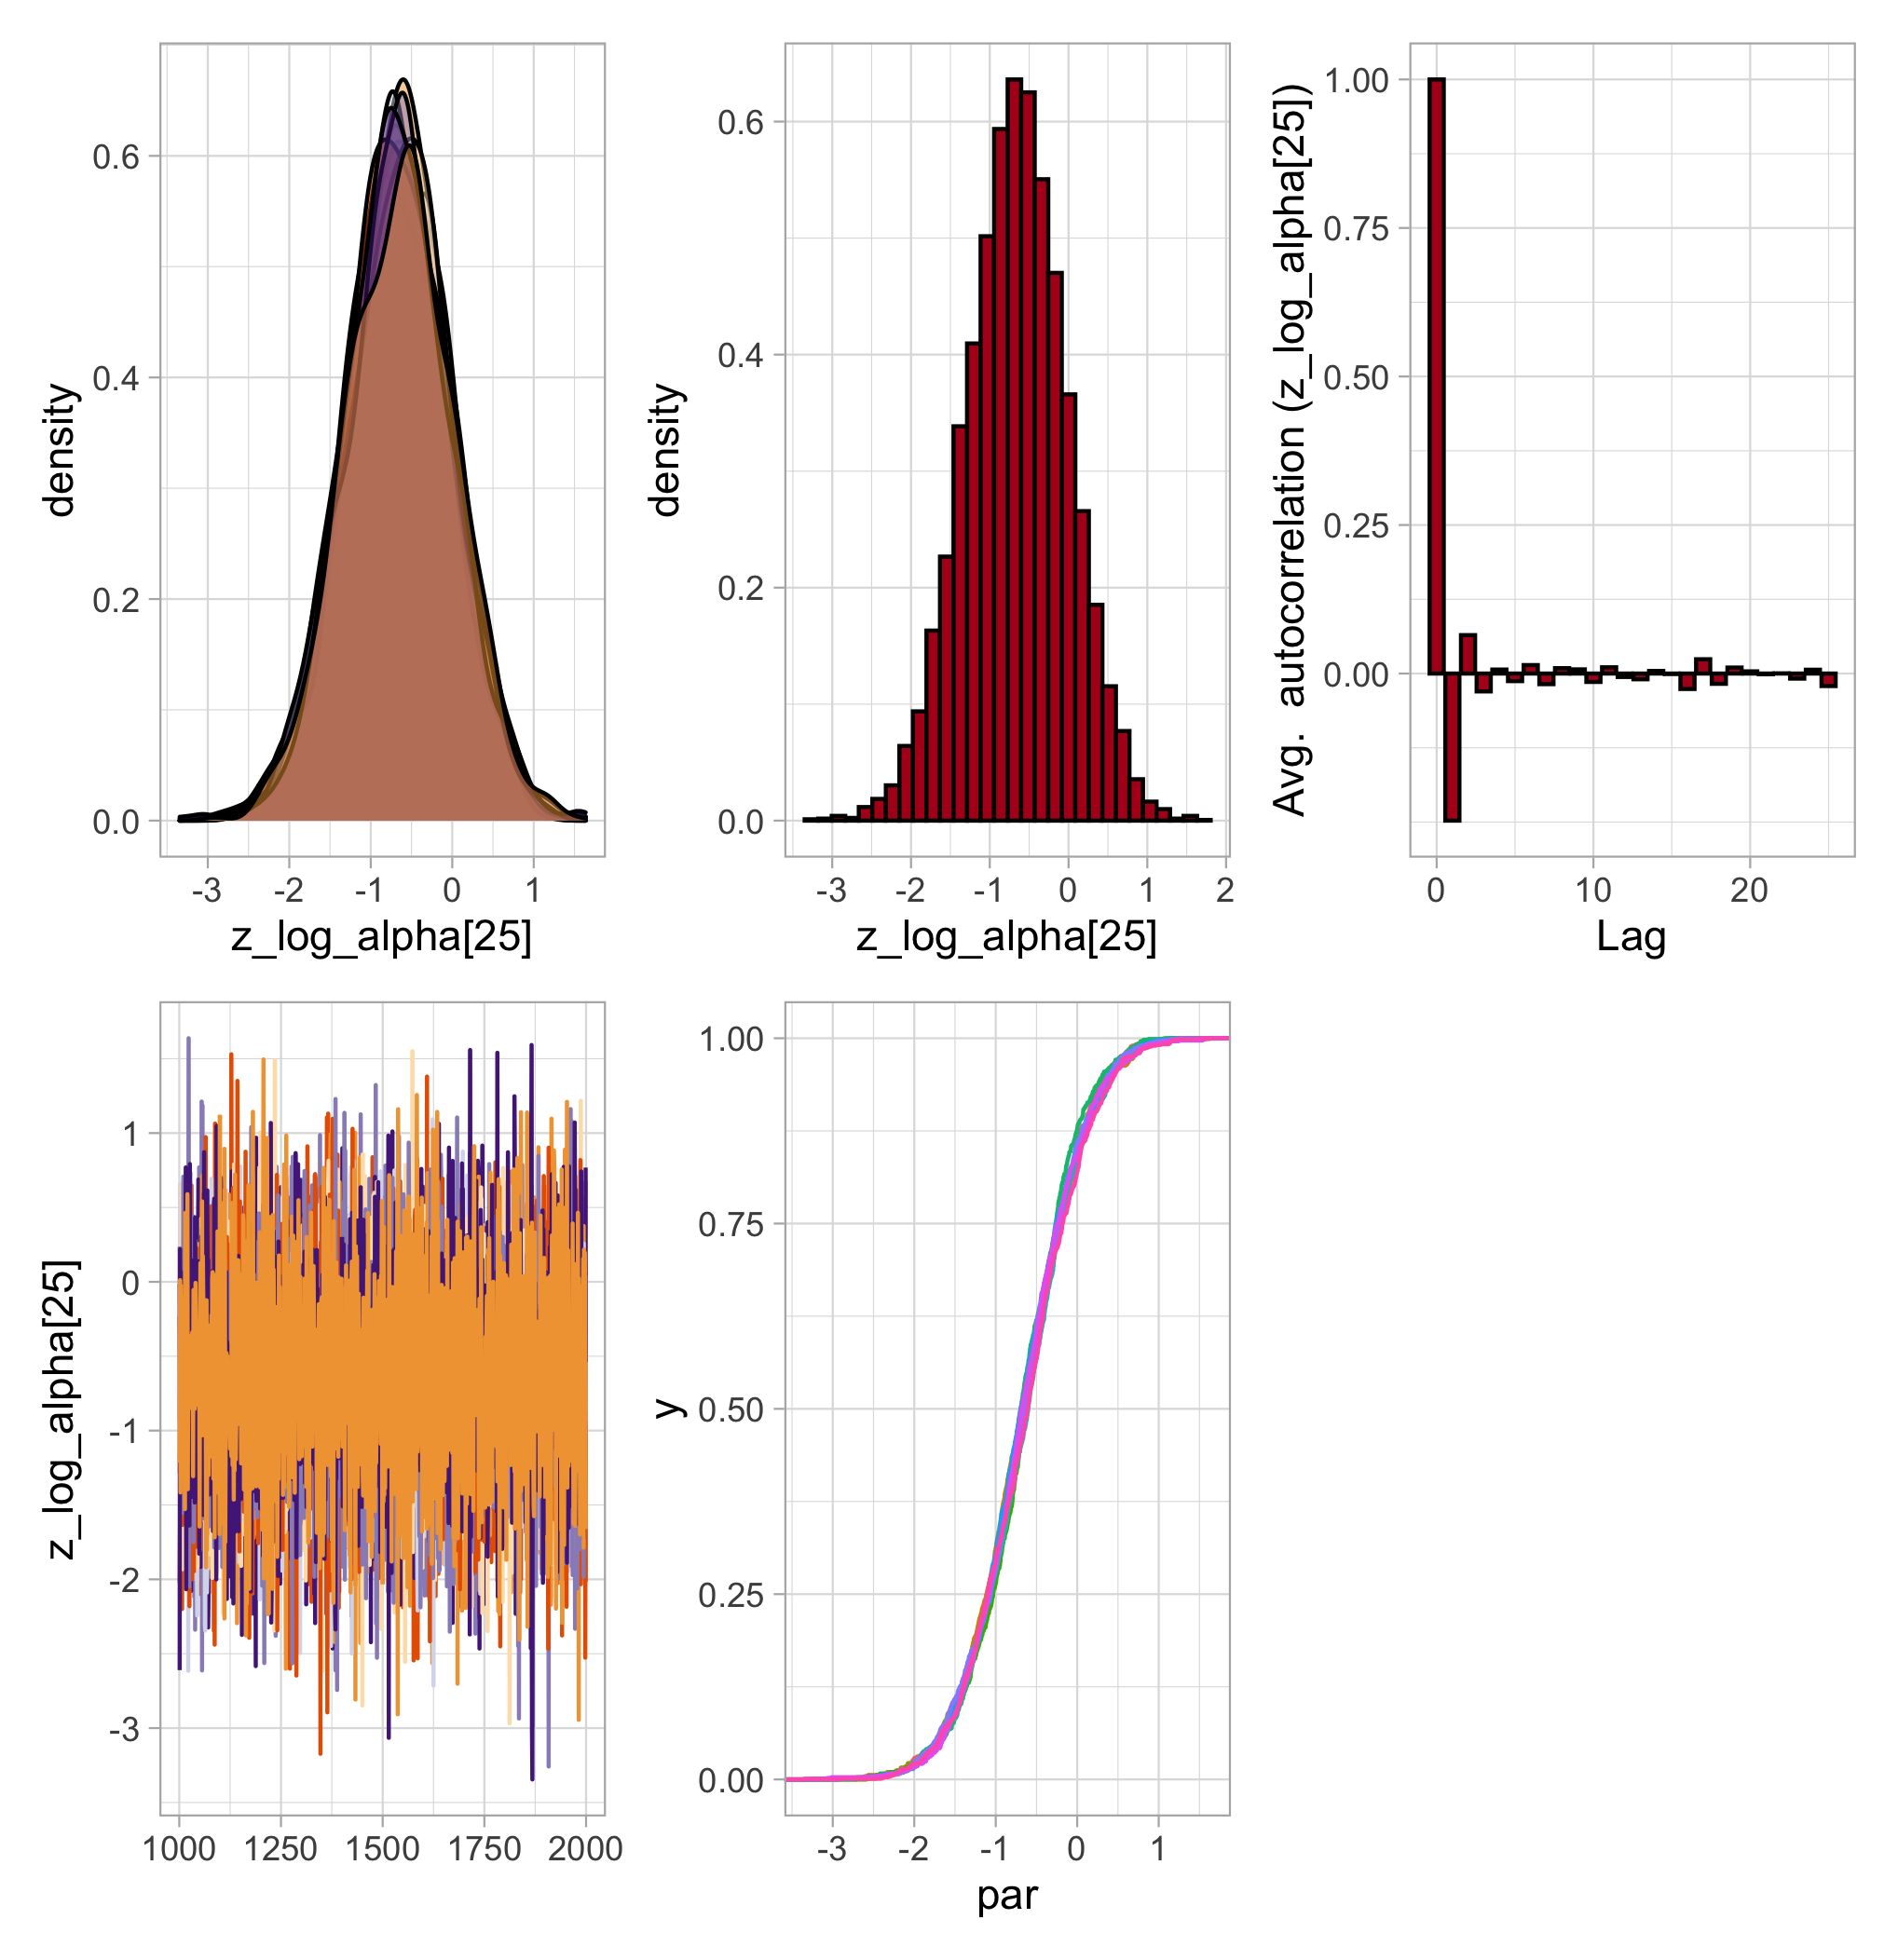 density
0.6
0.4
0.2
0.0
-3 -2 -1 0 1
z_log_alpha[25]
density
0.6
0.4
0.2
0.0
-3 -2 -1 0 1 2
z_log_alpha[25]
Avg. autocorrelation (z_log_alpha[25])
1.00
0.75
0.50
0.25
0.00
0 10 20
Lag
z_log_alpha[25]
1
0
-1
-2
-3
1000 1250 1500 1750 2000
y
1.00
0.75
0.50
0.25
0.00
-3 -2 -1 0 1
par